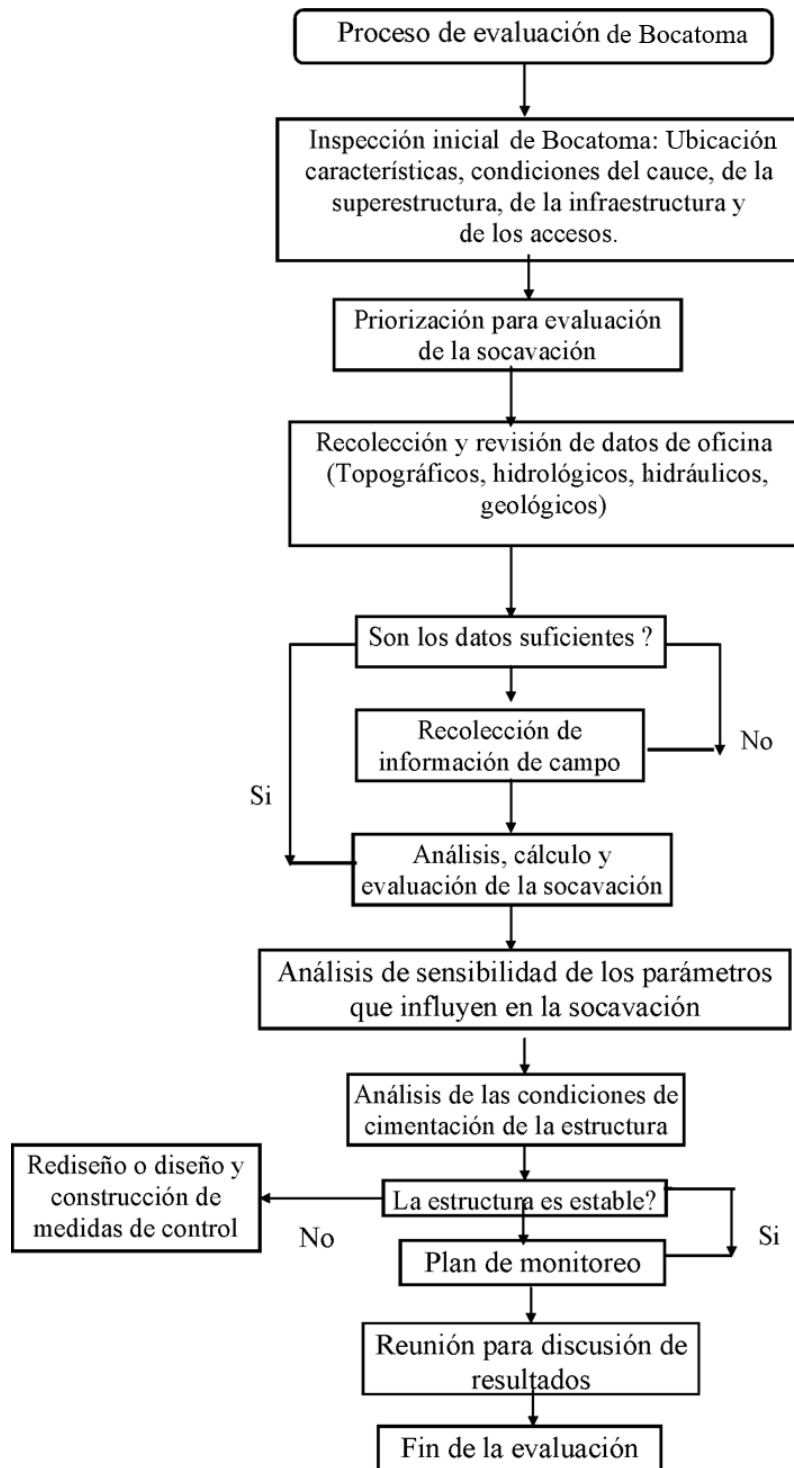 Proceso de evaluación de Bocatoma
Inspección inicial de Bocatoma: Ubicación
características, condiciones del cauce, de la
superestructura, de la infraestructura y
de los accesos.
Priorización para evaluación
de la socavación
Recolección y revisión de datos de oficina
(Topográficos, hidrológicos, hidráulicos,
geológicos)
Son los datos suficientes ?
Recolección de
información de campo
No
Si
Análisis, cálculo y
evaluación de la socavación
Análisis de sensibilidad de los parámetros
que influyen en la socavación
Análisis de las condiciones de
cimentación de la estructura
Rediseño o diseño y
construcción de
medidas de control
La estructura es estable?
No
Si
Plan de monitoreo
Reunión para discusión de
resultados
Fin de la evaluación